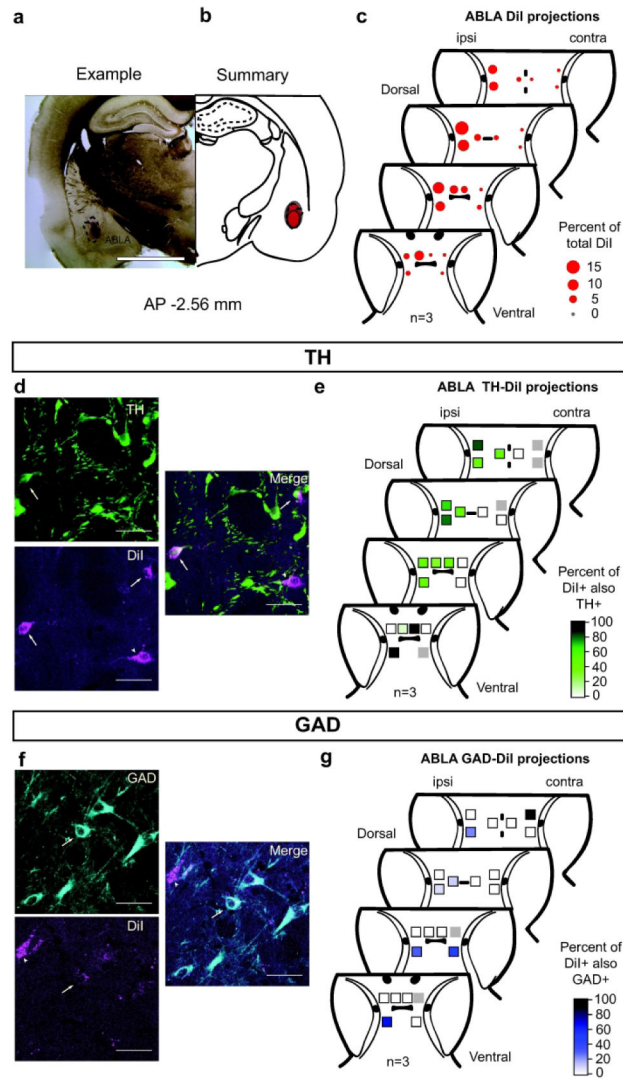 a
b
c
ABLA DiI projections
ipsi
contra
Example
Summary
Dorsal
ABLA
AP -2.56 mm
Percent of
total DiI
15
10
5
0
n=3
Ventral
TH
d
TH
DiI
Merge
e
ABLA TH-DiI projections
ipsi
contra
Dorsal
Percent of
DiI+ also
TH+
100
80
60
40
20
0
n=3
Ventral
GAD
f
GAD
DiI
Merge
g
ABLA GAD-DiI projections
ipsi
contra
Dorsal
Percent of
DiI+ also
GAD+
100
80
60
40
20
0
n=3
Ventral